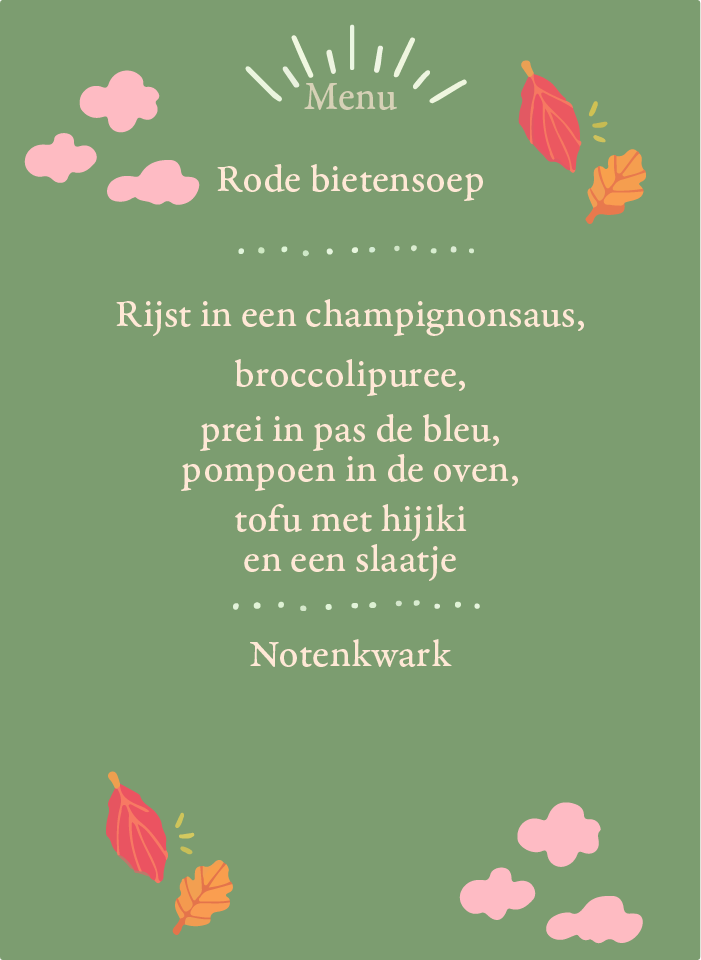 Menu
Rode bietensoep
Rijst in een champignonsaus,
broccolipuree,
prei in pas de bleu,
pompoen in de oven,
tofu met hijiki
en een slaatje
Notenkwark